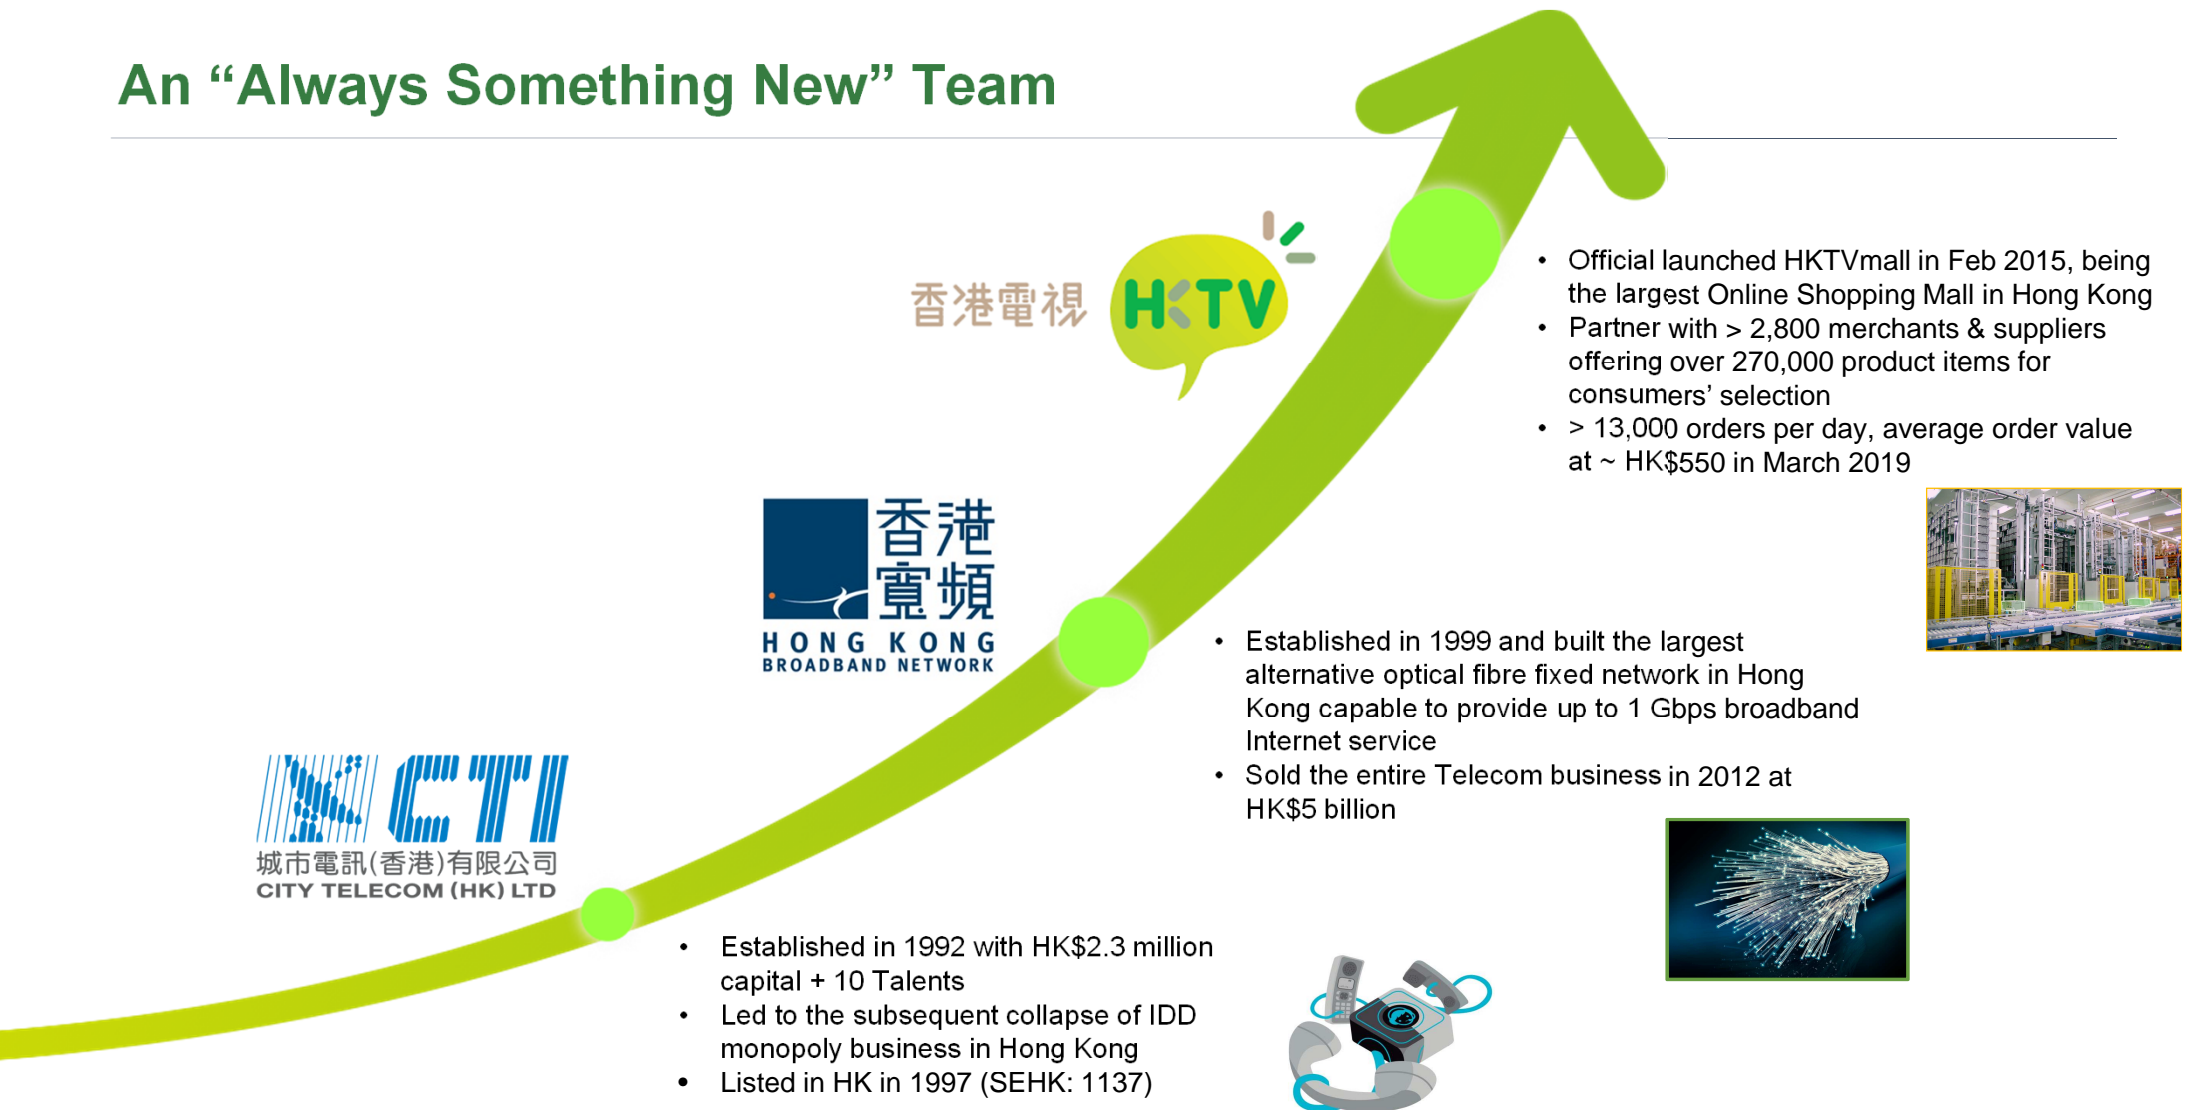 An “Always Something New” Team
香港電視
HKTV
• Official launched HKTVmall in Feb 2015, being
the largest Online Shopping Mall in Hong Kong
• Partner with > 2,800 merchants & suppliers
offering over 270,000 product items for
consumers’ selection
• > 13,000 orders per day, average order value
at ~ HK$550 in March 2019
香港
寬頻
HONG KONG
BROADBAND NETWORK
• Established in 1999 and built the largest
alternative optical fibre fixed network in Hong
Kong capable to provide up to 1 Gbps broadband
Internet service
• Sold the entire Telecom business in 2012 at
HK$5 billion
CTI
城市電訊(香港)有限公司
CITY TELECOM (HK) LTD
• Established in 1992 with HK$2.3 million
capital + 10 Talents
• Led to the subsequent collapse of IDD
monopoly business in Hong Kong
• Listed in HK in 1997 (SEHK: 1137)